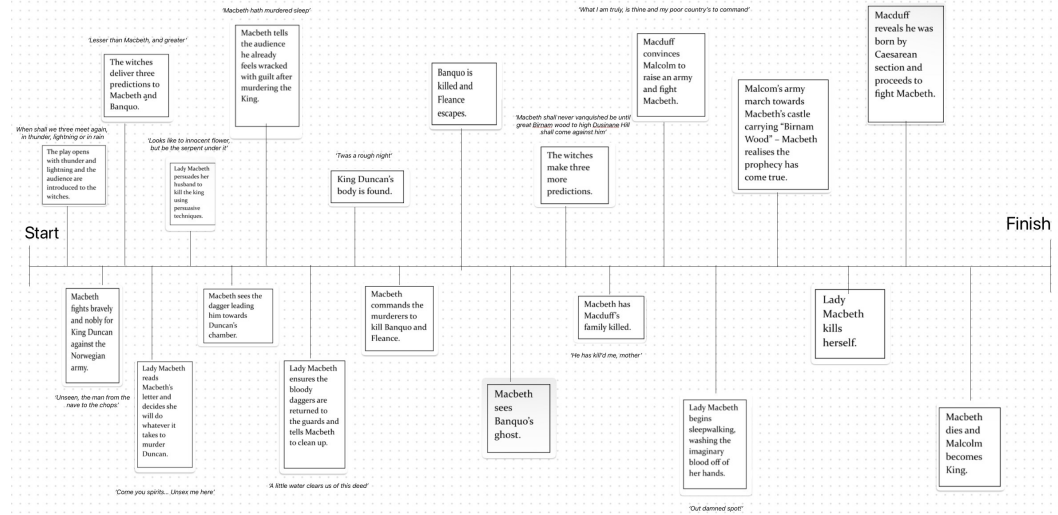 'Macbeth hath murdered sleep'
Macbeth tells
the audience
he already
feels wracked
with guilt after
murdering the
King.
'What I am truly, is thine and my poor country's to command'
Macduff
convinces
Malcolm to
raise an army
and fight
Macbeth.
Macduff
reveals he was
born by
Caesarean
section and
proceeds to
fight Macbeth.
'Lesser than Macbeth, and greater'
The witches
deliver three
predictions to
Macbeth and
Banquo.
Banquo is
killed and
Fleance
escapes.
Malcom's army
march towards
Macbeth's castle
carrying "Birnam
Wood" – Macbeth
realises the
prophecy has
come true.
'Macbeth shall never vanquished be until
great Birnam wood to high Dusinane Hill
shall come against him'
The witches
make three
more
predictions.
When shall we three meet again,
in thunder, lightning or in rain
The play opens
with thunder and
lightning and the
audience are
introduced to the
witches.
'Looks like to innocent flower,
but be the serpent under it'
Lady Macbeth
persuades her
husband to
kill the king
using
persuasive
techniques.
'Twas a rough night'
King Duncan's
body is found.
Start
Finish
Macbeth
fights bravely
and nobly for
King Duncan
against the
Norwegian
army.
'Unseen, the man from the
nave to the chops'
Lady Macbeth
reads
Macbeth's
letter and
decides she
will do
whatever it
takes to
murder
Duncan.
'Come you spirits... Unsex me here'
Macbeth sees the
dagger leading
him towards
Duncan's
chamber.
Lady Macbeth
ensures the
bloody
daggers are
returned to
the guards and
tells Macbeth
to clean up.
'A little water clears us of this deed'
Macbeth
commands the
murderers to
kill Banquo and
Fleance.
Macbeth
sees
Banquo's
ghost.
Macbeth has
Macduff's
family killed.
'He has kill'd me, mother'
Lady Macbeth
begins
sleepwalking,
washing the
imaginary
blood off of
her hands.
'Out damned spot!'
Lady
Macbeth
kills
herself.
Macbeth
dies and
Malcolm
becomes
King.